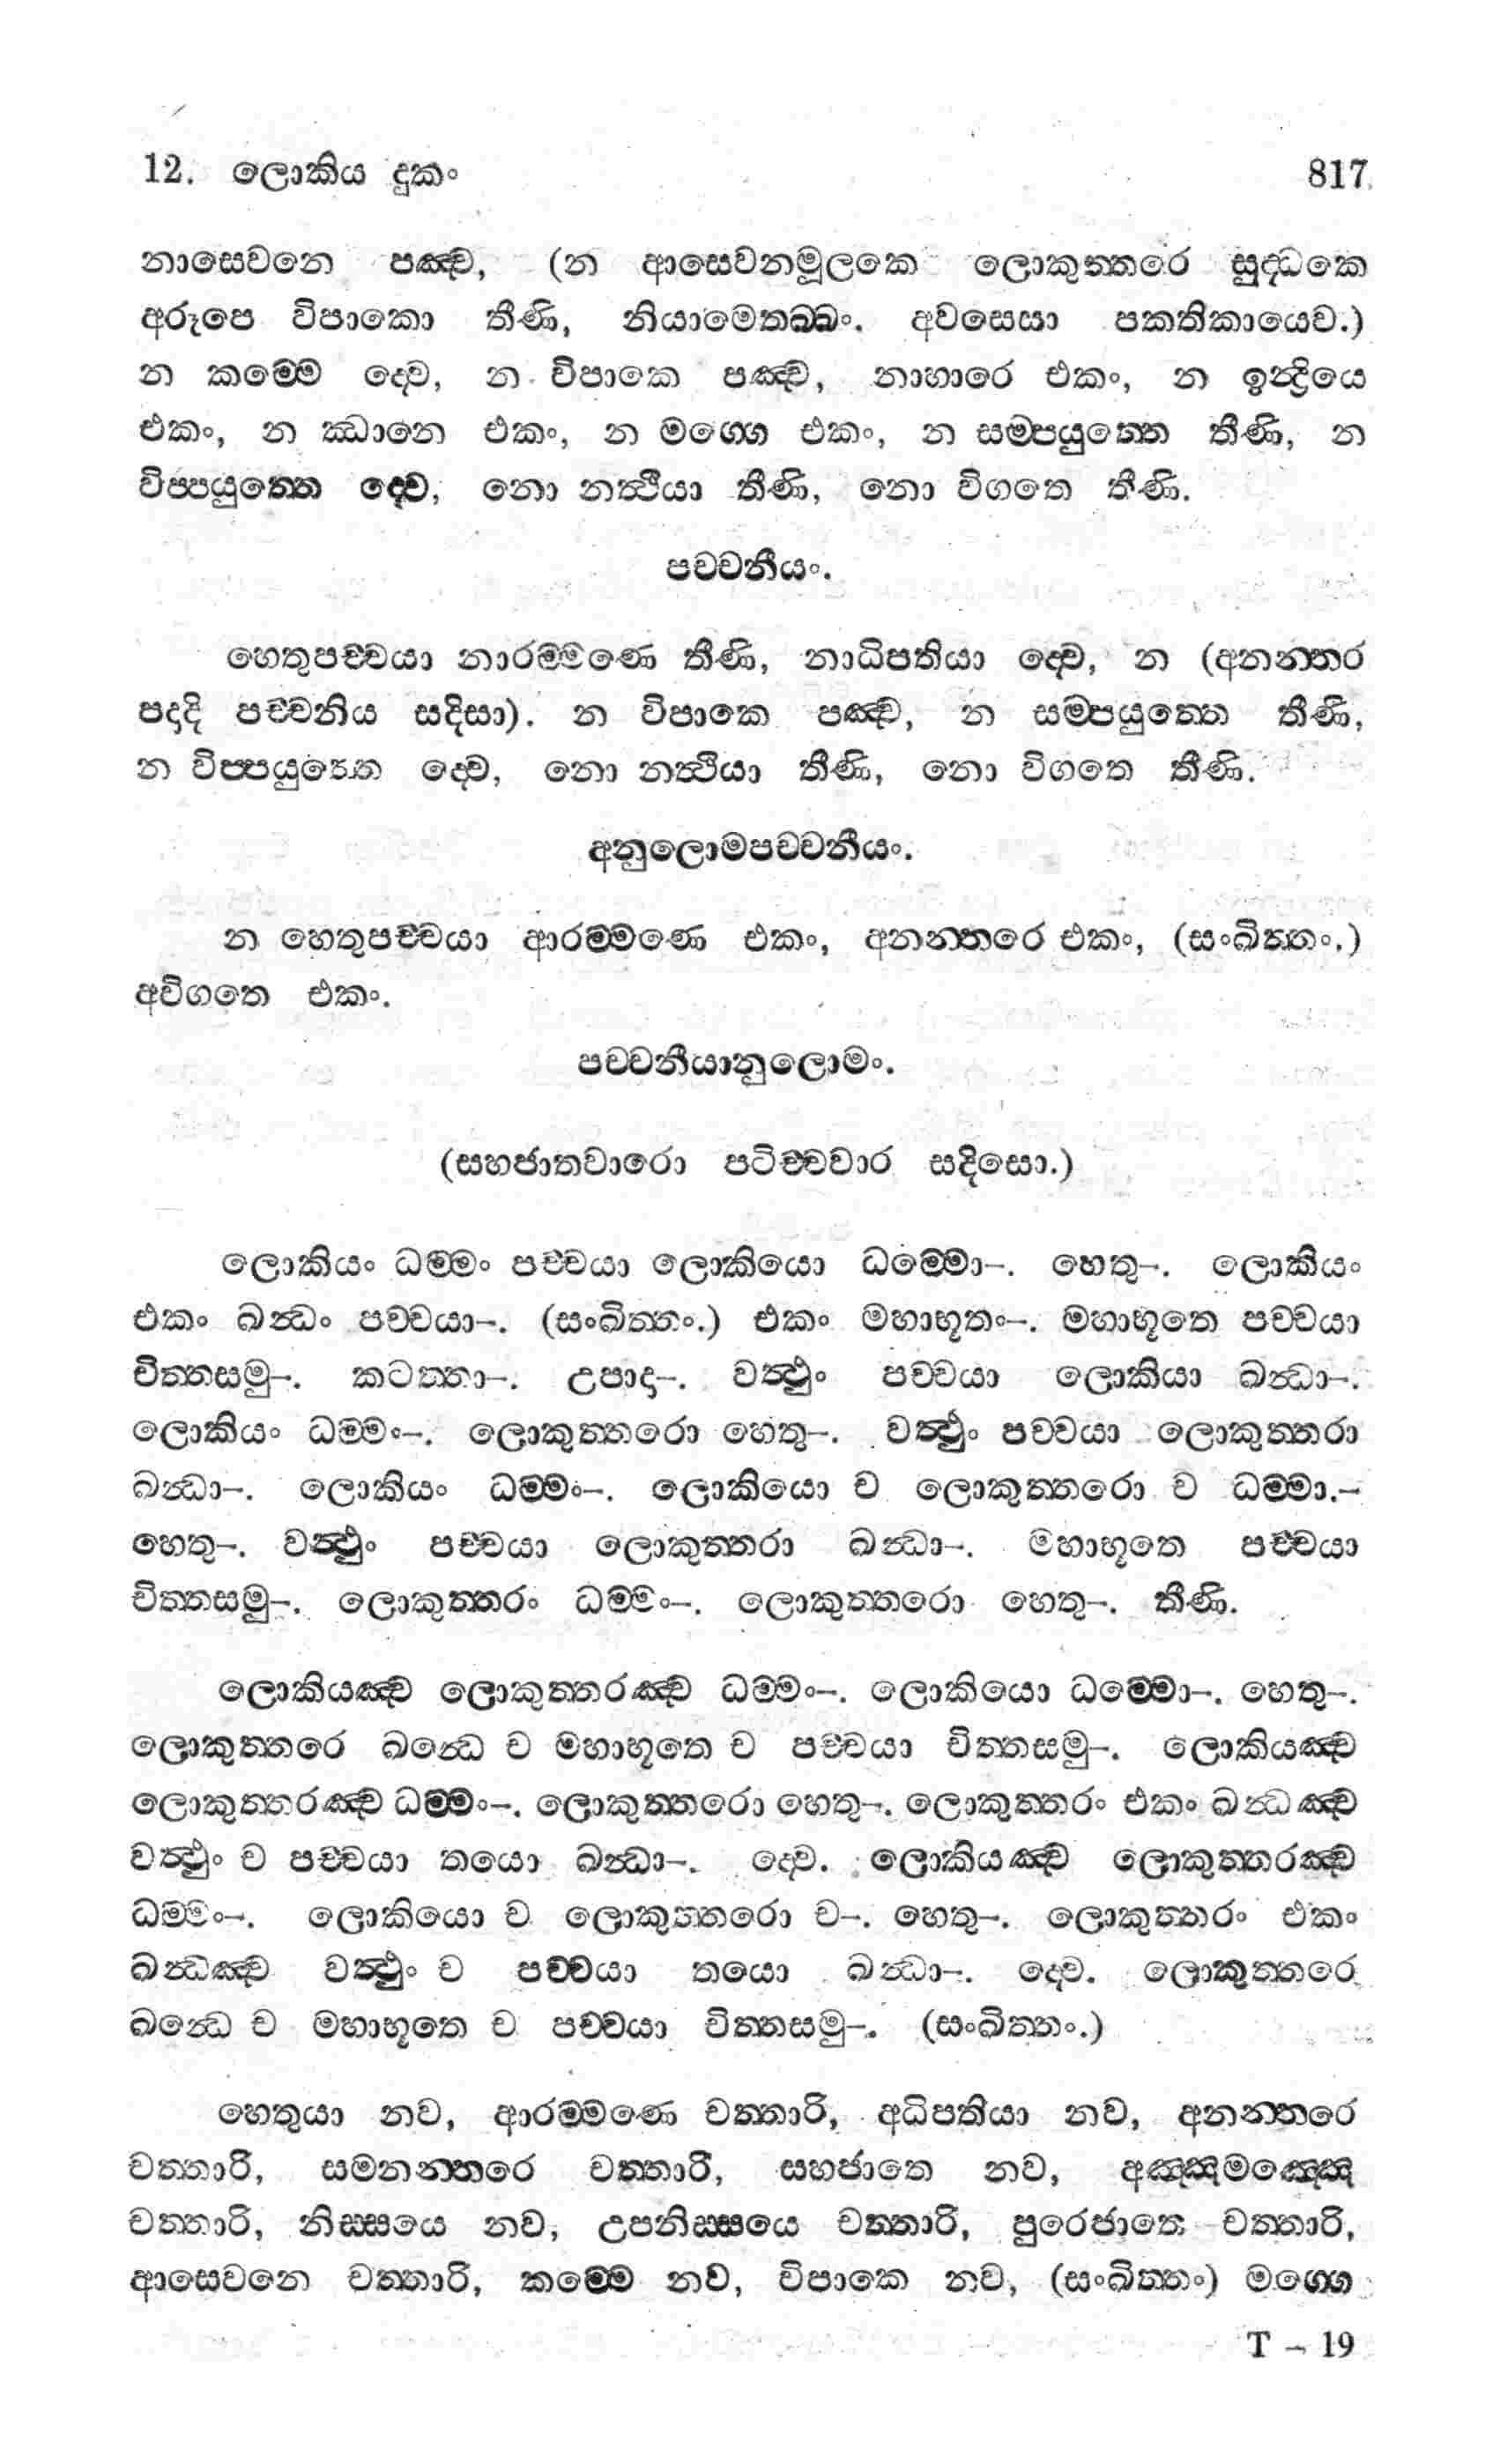 12. ලොකිය දුකං 817
නාසෙවනෙ පඤ්ච, (න ආසෙවනමූලකෙ ලොකුත්තරෙ සුද්ධකෙ
අරූපෙ විපාකො තීණි, නියාමෙතබ්බං. අවසෙසා පකතිකායෙව.)
න කම්මෙ ද්වෙ, න විපාකෙ පඤ්ච, නාහාරෙ එකං, න ඉන්ද්‍රියෙ
එකං, න ඣානෙ එකං, න මග්ගෙ එකං, න සම්පයුත්තෙ තීණි, න
විප්පයුත්තෙ ද්වෙ, නො නත්ථියා තීණි, නො විගතෙ තීණි.
පච්චනීයං.
හෙතුපච්චයා නාරම්මණෙ තීණි, නාධිපතියා ද්වෙ, න (අනන්තර
පදදි පච්චනිය සදිසා). න විපාකෙ පඤ්ච, න සම්පයුත්තෙ තීණි,
න විප්පයුත්තෙ ද්වෙ, නො නත්ථියා තීණි, නො විගතෙ තීණි.
අනුලොමපච්චනීයං.
න හෙතුපච්චයා ආරම්මණෙ එකං, අනන්තරෙ එකං, (සංඛිත්තං.)
අවිගතෙ එකං.
පච්චනීයානුලොමං.
(සහජාතවාරො පටිච්චවාර සදිසො.)
ලොකියං ධම්මං පච්චයා ලොකියො ධම්මො–. හෙතු–. ලොකියං
එකං ඛන්ධං පච්චයා–. (සංඛිත්තං.) එකං මහාභූතං–. මහාභූතෙ පච්චයා
චිත්තසමු–. කටත්තා–. උපාදා–. වත්ථුං පච්චයා ලොකියා ඛන්ධා–.
ලොකියං ධම්මං–. ලොකුත්තරො හෙතු–. වත්ථුං පච්චයා ලොකුත්තරා
ඛන්ධා–. ලොකියං ධම්මං–. ලොකියො ච ලොකුත්තරො ච ධම්මා.–
හෙතු–. වත්ථුං පච්චයා ලොකුත්තරා ඛන්ධා–. මහාභූතෙ පච්චයා
චිත්තසමු–. ලොකුත්තරං ධම්මං–. ලොකුත්තරො හෙතු–. තීණි.
ලොකියඤ්ච ලොකුත්තරඤ්ච ධම්මං–. ලොකියො ධම්මො–. හෙතු–.
ලොකුත්තරෙ ඛන්ධෙ ච මහාභූතෙ ච පච්චයා චිත්තසමු–. ලොකියඤ්ච
ලොකුත්තරඤ්ච ධම්මං–. ලොකුත්තරො හෙතු–. ලොකුත්තරං එකං ඛන්ධඤ්ච
වත්ථුං ච පච්චයා තයො ඛන්ධා–. ද්වෙ. ලොකියඤ්ච ලොකුත්තරඤ්ච
ධම්මං–. ලොකියො ච ලොකුත්තරො ච–. හෙතු–. ලොකුත්තරං එකං
ඛන්ධඤ්ච වත්ථුං ච පච්චයා තයො ඛන්ධා–. ද්වෙ. ලොකුත්තරෙ
ඛන්ධෙ ච මහාභූතෙ ච පච්චයා චිත්තසමු–. (සංඛිත්තං.)
හෙතුයා නව, ආරම්මණෙ චත්තාරි, අධිපතියා නව, අනන්තරෙ
චත්තාරි, සමනන්තරෙ චත්තාරි, සහජාතෙ නව, අඤ්ඤමඤ්ඤෙ
චත්තාරි, නිස්සයෙ නව, උපනිස්සයෙ චත්තාරි, පුරෙජාතෙ චත්තාරි,
ආසෙවනෙ චත්තාරි, කම්මෙ නව, විපාකෙ නව, (සංඛිත්තං) මග්ගෙ
T – 19